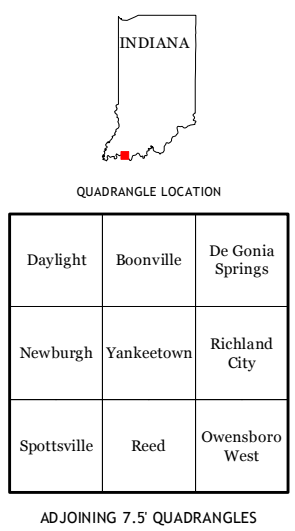 INDIANA
QUADRANGLE LOCATION
Daylight
Boonville
De Gonia
Springs
Newburgh
Yankeetown
Richland
City
Spottsville
Reed
Owensboro
West
ADJOINING 7.5' QUADRANGLES